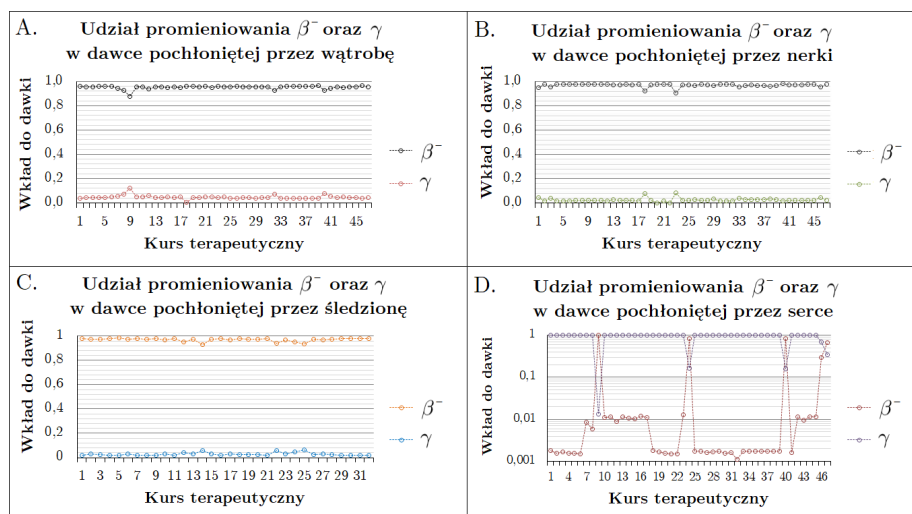 A.
Udział promieniowania β⁻ oraz γ
w dawce pochłoniętej przez wątrobę
Wkład do dawki
1,0
0,8
0,6
0,4
0,2
0,0
1 5 9 13 17 21 25 29 33 37 41 45
Kurs terapeutyczny
β⁻
γ
B.
Udział promieniowania β⁻ oraz γ
w dawce pochłoniętej przez nerki
Wkład do dawki
1,0
0,8
0,6
0,4
0,2
0,0
1 5 9 13 17 21 25 29 33 37 41 45
Kurs terapeutyczny
β⁻
γ
C.
Udział promieniowania β⁻ oraz γ
w dawce pochłoniętej przez śledzionę
Wkład do dawki
1
0,8
0,6
0,4
0,2
0
1 3 5 7 9 11 13 15 17 19 21 23 25 27 29 31
Kurs terapeutyczny
β⁻
γ
D.
Udział promieniowania β⁻ oraz γ
w dawce pochłoniętej przez serce
Wkład do dawki
1
0,1
0,01
0,001
1 4 7 10 13 16 19 22 25 28 31 34 37 40 43 46
Kurs terapeutyczny
β⁻
γ